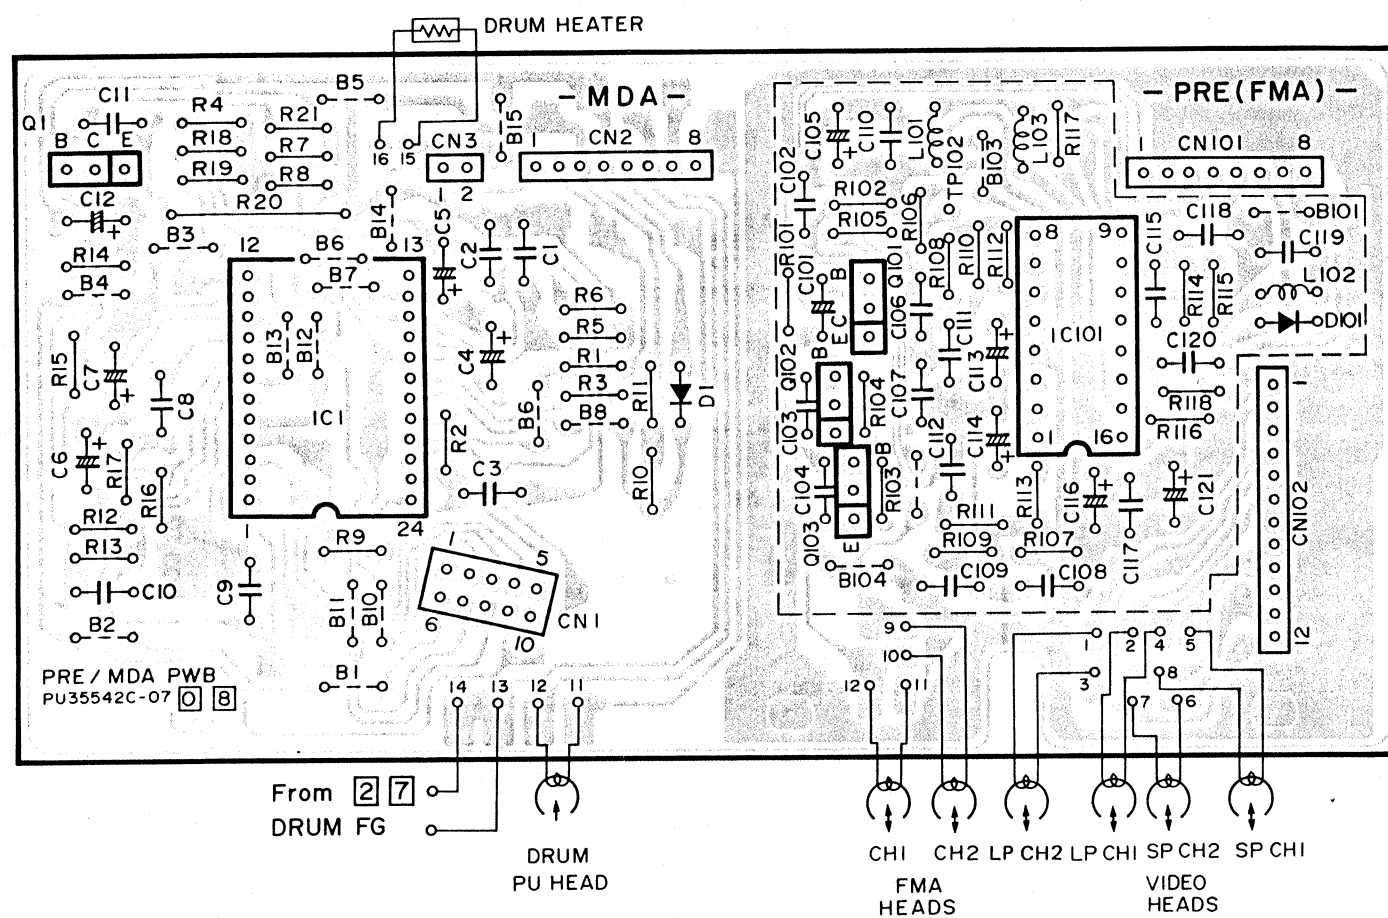 DRUM HEATER
-MDA-
-PRE(FMA)-
Q1
B C E
C11
R4
R18
R19
B5
R21
R7
R8
R20
16 15
CN3
1 2
B15
CN2
1 8
C12
R14
B3
B4
B14
B6
B7
12 13
C5
C2
C1
R15
C7
C8
B13
B12
IC1
C4
R6
R5
R1
R3
B8
B6
R11
D1
R2
R10
C3
C6
R17
R16
R12
R13
C10
B2
1 24
R9
C9
B11
B10
B1
1 5
6 10
CN1
PRE/MDA PWB
PU35542C-07 0 8
14 13 12 11
From 2 7
DRUM FG
DRUM
PU HEAD
C105
C110
L101
TP102
B103
L103
R117
C102
R102
R105
R106
R101
C101
B
EC
Q101
R108
R110
R112
C106
C111
C113
8 9
IC101
1 16
CN101
1 8
C115
C118
B101
C119
R114
R115
L102
D101
C120
R118
R116
B
Q102
R104
C103
C107
C112
C114
B
C104
R103
Q103
E
B104
R111
R109
R107
C109
C108
R113
C116
C117
C121
CN102
1
12
9
10
12 11
1 2 4 5
3 8
7 6
CH1 CH2 LP CH2 LP CH1 SP CH2 SP CH1
FMA
HEADS
VIDEO
HEADS